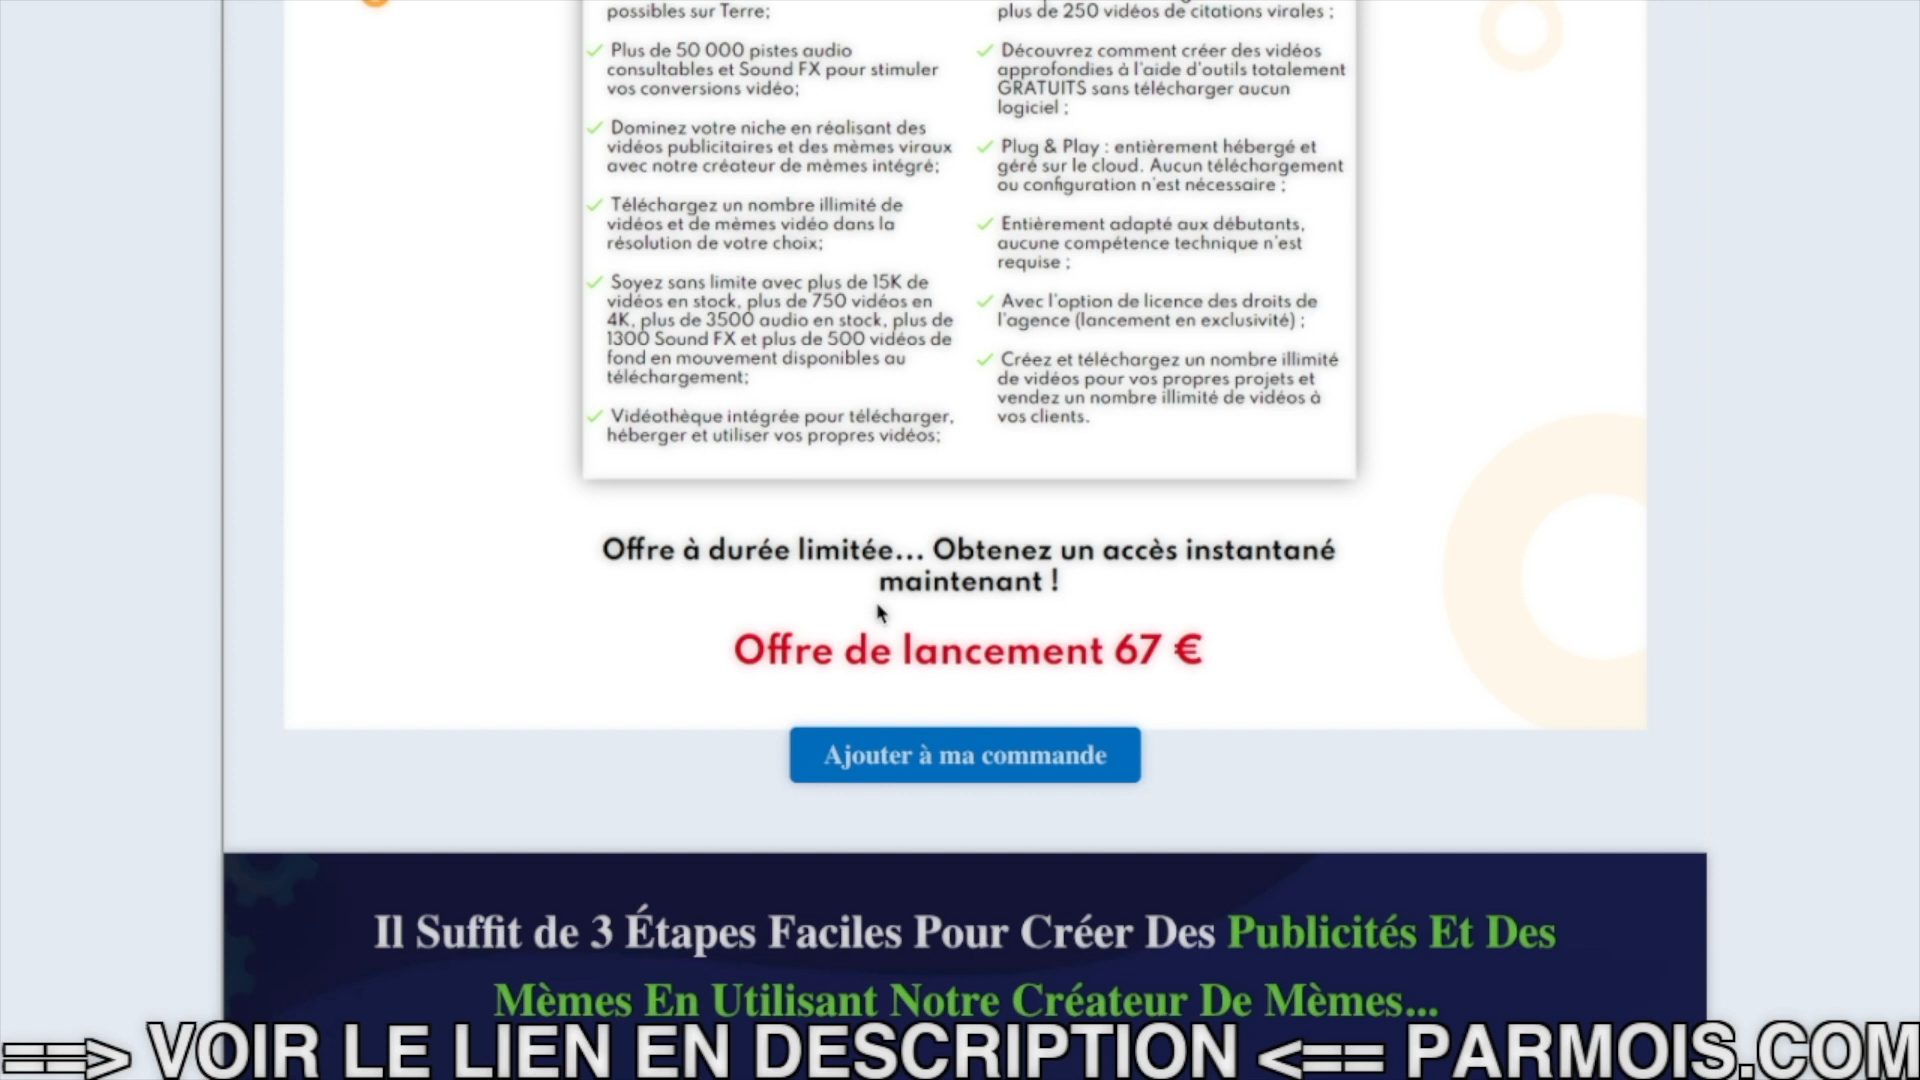 possibles sur Terre;
Plus de 50 000 pistes audio
consultables et Sound FX pour stimuler
vos conversions vidéo;
Dominez votre niche en réalisant des
vidéos publicitaires et des mèmes viraux
avec notre créateur de mèmes intégré;
Téléchargez un nombre illimité de
vidéos et de mèmes vidéo dans la
résolution de votre choix;
Soyez sans limite avec plus de 15K de
vidéos en stock, plus de 750 vidéos en
4K, plus de 3500 audio en stock, plus de
1300 Sound FX et plus de 500 vidéos de
fond en mouvement disponibles au
téléchargement;
Vidéothèque intégrée pour télécharger,
héberger et utiliser vos propres vidéos;
plus de 250 vidéos de citations virales ;
Découvrez comment créer des vidéos
approfondies à l'aide d'outils totalement
GRATUITS sans télécharger aucun
logiciel ;
Plug & Play : entièrement hébergé et
géré sur le cloud. Aucun téléchargement
ou configuration n'est nécessaire ;
Entièrement adapté aux débutants,
aucune compétence technique n'est
requise ;
Avec l'option de licence des droits de
l'agence (lancement en exclusivité) ;
Créez et téléchargez un nombre illimité
de vidéos pour vos propres projets et
vendez un nombre illimité de vidéos à
vos clients.
Offre à durée limitée... Obtenez un accès instantané
maintenant !
Offre de lancement 67 €
Ajouter à ma commande
Il Suffit de 3 Étapes Faciles Pour Créer Des Publicités Et Des
Mèmes En Utilisant Notre Créateur De Mèmes...
==> VOIR LE LIEN EN DESCRIPTION <== PARMOIS.COM